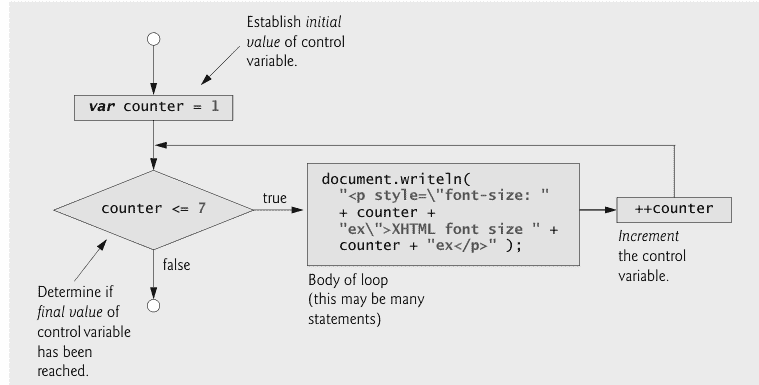 Establish initial
value of control
variable.
var counter = 1
counter <= 7
true
false
document.writeln(
"<p style=\"font-size: "
+ counter +
"ex\">XHTML font size " +
counter + "ex</p>" );
++counter
Increment
the control
variable.
Body of loop
(this may be many
statements)
Determine if
final value of
control variable
has been
reached.